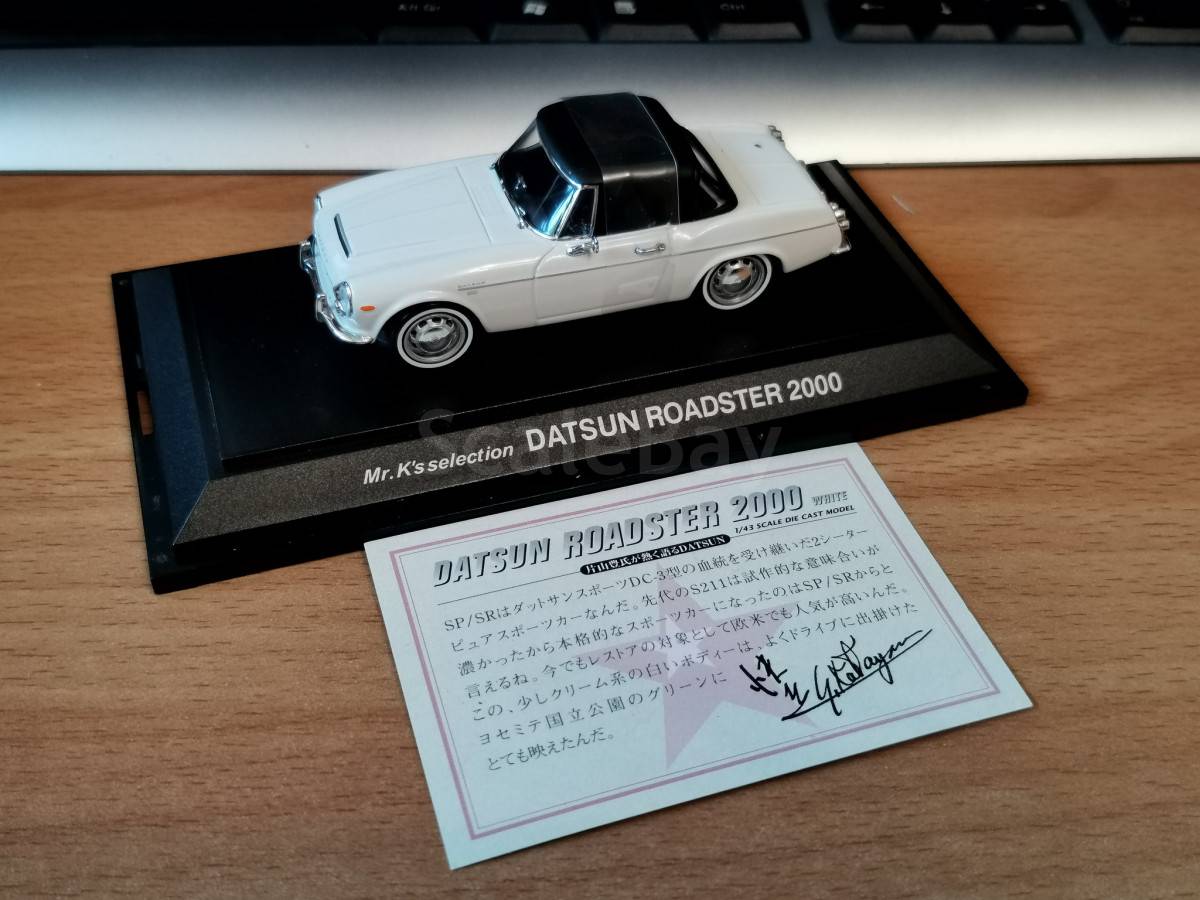 Ctrl
Mr. K's selection DATSUN ROADSTER 2000
ScaleBay
DATSUN ROADSTER 2000 WHITE
1/43 SCALE DIE CAST MODEL
片山豊氏が熱く語るDATSUN
SP/SRはダットサンスポーツDC-3型の血統を受け継いだ2シーター
ピュアスポーツカーなんだ。先代のS211は試作的な意味合いが
濃かったから本格的なスポーツカーになったのはSP/SRからと
言えるね。今でもレストアの対象として欧米でも人気が高いんだ。
この、少しクリーム系の白いボディーは、よくドライブに出掛けた
ヨセミテ国立公園のグリーンに
とても映えたんだ。